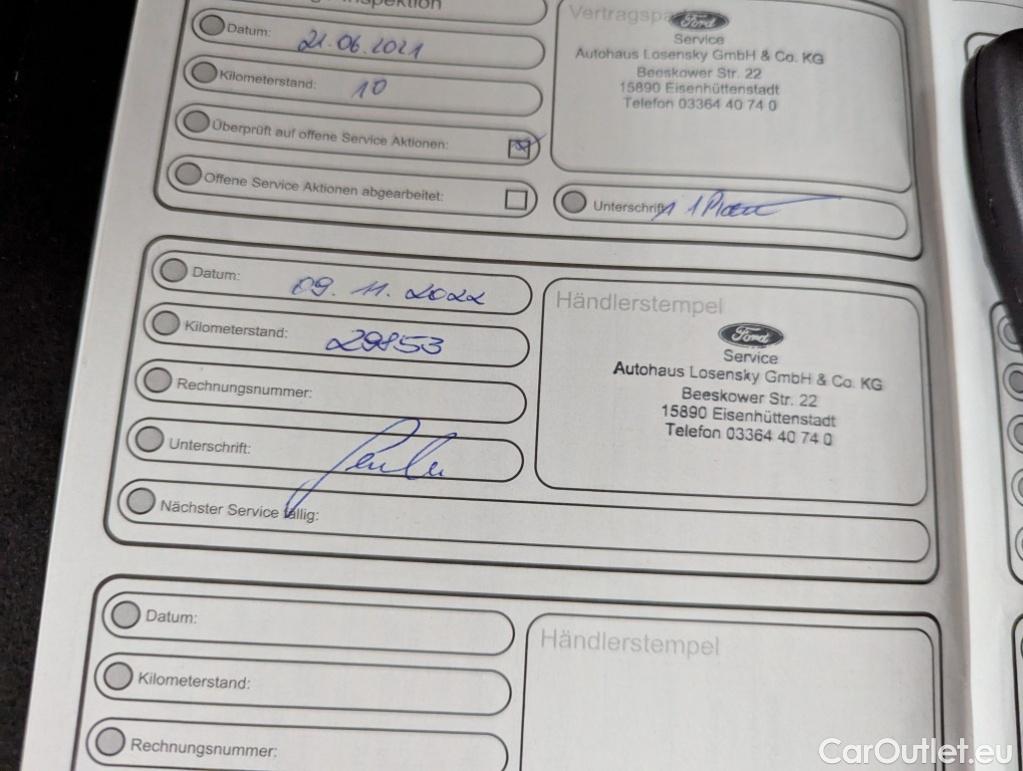 Inspektion
Datum: 21.06.2021
Kilometerstand: 10
Überprüft auf offene Service Aktionen:
Offene Service Aktionen abgearbeitet:
Ford
Service
Autohaus Losensky GmbH & Co. KG
Beeskower Str. 22
15890 Eisenhüttenstadt
Telefon 03364 40 74 0
Unterschrift
Datum: 09.11.2022
Kilometerstand: 29853
Rechnungsnummer:
Unterschrift:
Nächster Service fällig:
Händlerstempel
Ford
Service
Autohaus Losensky GmbH & Co. KG
Beeskower Str. 22
15890 Eisenhüttenstadt
Telefon 03364 40 74 0
Datum:
Kilometerstand:
Rechnungsnummer:
Händlerstempel
CarOutlet.eu